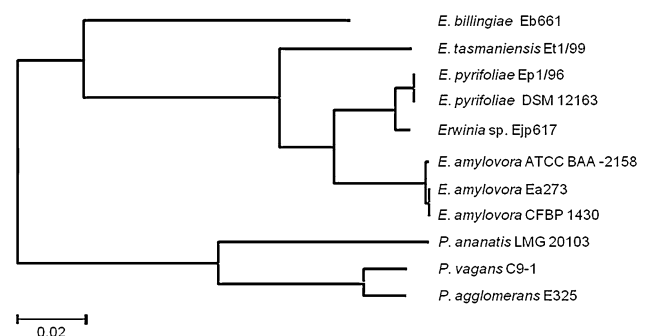 E. billingiae Eb661
E. tasmaniensis Et1/99
E. pyrifoliae Ep1/96
E. pyrifoliae DSM 12163
Erwinia sp. Ejp617
E. amylovora ATCC BAA -2158
E. amylovora Ea273
E. amylovora CFBP 1430
P. ananatis LMG 20103
P. vagans C9-1
P. agglomerans E325
0.02